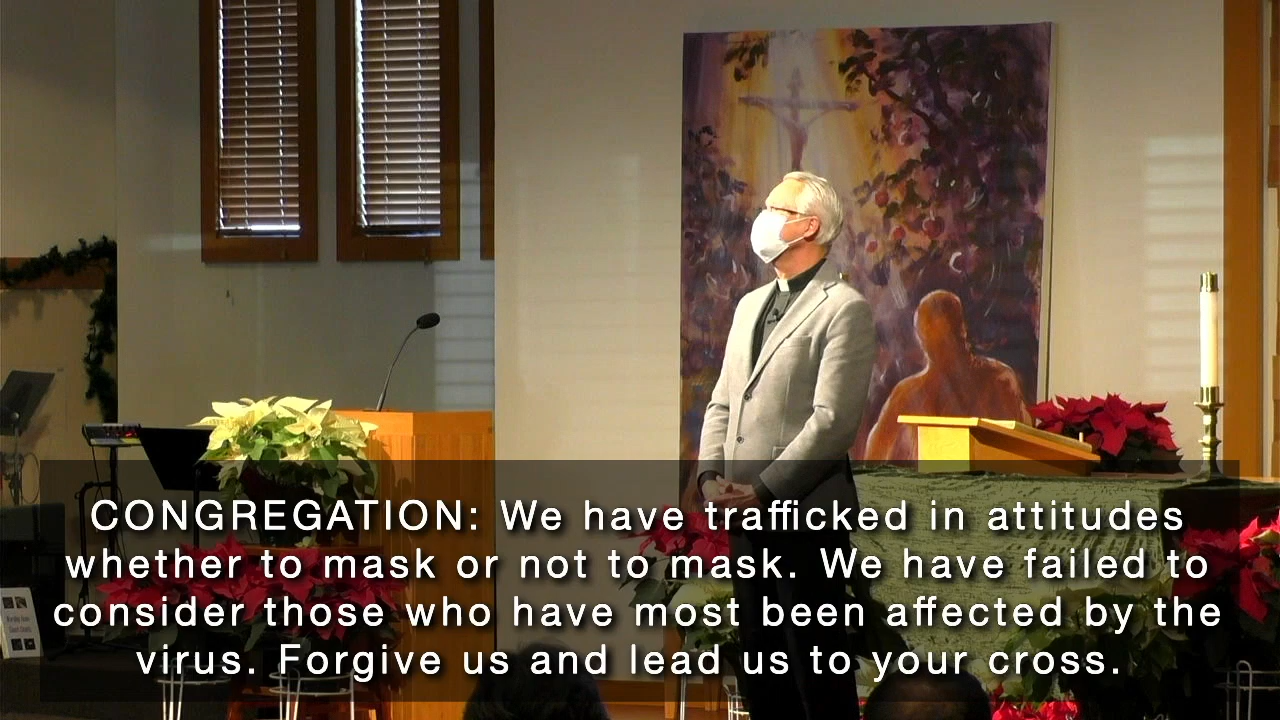 CONGREGATION: We have trafficked in attitudes
whether to mask or not to mask. We have failed to
consider those who have most been affected by the
virus. Forgive us and lead us to your cross.